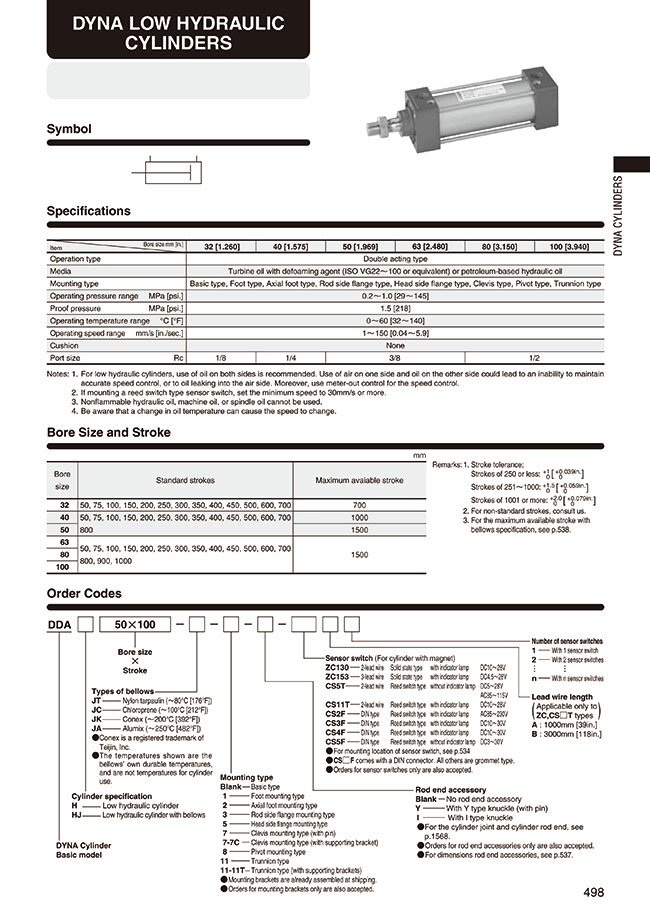 DYNA LOW HYDRAULIC
CYLINDERS
Symbol
DYNA CYLINDERS
Specifications
Item Bore size mm [in.] 32 [1.260] 40 [1.575] 50 [1.969] 63 [2.480] 80 [3.150] 100 [3.940]
Operation type Double acting type
Media Turbine oil with defoaming agent (ISO VG22～100 or equivalent) or petroleum-based hydraulic oil
Mounting type Basic type, Foot type, Axial foot type, Rod side flange type, Head side flange type, Clevis type, Pivot type, Trunnion type
Operating pressure range MPa [psi.] 0.2～1.0 [29～145]
Proof pressure MPa [psi.] 1.5 [218]
Operating temperature range °C [°F] 0～60 [32～140]
Operating speed range mm/s [in./sec.] 1～150 [0.04～5.9]
Cushion None
Port size Rc 1/8 1/4 3/8 1/2
Notes: 1. For low hydraulic cylinders, use of oil on both sides is recommended. Use of air on one side and oil on the other side could lead to an inability to maintain
accurate speed control, or to oil leaking into the air side. Moreover, use meter-out control for the speed control.
2. If mounting a reed switch type sensor switch, set the minimum speed to 30mm/s or more.
3. Nonflammable hydraulic oil, machine oil, or spindle oil cannot be used.
4. Be aware that a change in oil temperature can cause the speed to change.
Bore Size and Stroke
mm
Bore size Standard strokes Maximum avaiable stroke
32 50, 75, 100, 150, 200, 250, 300, 350, 400, 450, 500, 600, 700 700
40 50, 75, 100, 150, 200, 250, 300, 350, 400, 450, 500, 600, 700 1000
50 800 1500
63
80 50, 75, 100, 150, 200, 250, 300, 350, 400, 450, 500, 600, 700 1500
800, 900, 1000
100
Remarks: 1. Stroke tolerance;
Strokes of 250 or less: +1 0 [+0.039in. 0]
Strokes of 251～1000: +1.5 0 [+0.059in. 0]
Strokes of 1001 or more: +2.0 0 [+0.079in. 0]
2. For non-standard strokes, consult us.
3. For the maximum available stroke with
bellows specification, see p.538.
Order Codes
DDA 50×100 – – – –
Bore size
×
Stroke
Types of bellows
JT — Nylon tarpaulin (～80°C [176°F])
JC — Chloroprene (～100°C [212°F])
JK — Conex (～200°C [392°F])
JA — Alumix (～250°C [482°F])
●Conex is a registered trademark of
Teijin, Inc.
●The temperatures shown are the
bellows' own durable temperatures,
and are not temperatures for cylinder
use.
Cylinder specification
H — Low hydraulic cylinder
HJ — Low hydraulic cylinder with bellows
DYNA Cylinder
Basic model
Mounting type
Blank — Basic type
1 — Foot mounting type
2 — Axial foot mounting type
3 — Rod side flange mounting type
5 — Head side flange mounting type
7 — Clevis mounting type (with pin)
7-7C — Clevis mounting type (with supporting bracket)
8 — Pivot mounting type
11 — Trunnion type
11-11T — Trunnion type (with supporting brackets)
●Mounting brackets are already assembled at shipping.
●Orders for mounting brackets only are also accepted.
Sensor switch (For cylinder with magnet)
ZC130 — 2-lead wire Solid state type with indicator lamp DC10～28V
ZC153 — 3-lead wire Solid state type with indicator lamp DC4.5～28V
CS5T — 2-lead wire Reed switch type without indicator lamp DC5～28V
AC85～115V
CS11T — 2-lead wire Reed switch type with indicator lamp DC10～28V
CS2F — DIN type Reed switch type with indicator lamp AC85～230V
CS3F — DIN type Reed switch type with indicator lamp DC10～30V
CS4F — DIN type Reed switch type with indicator lamp DC10～28V
CS5F — DIN type Reed switch type without indicator lamp DC3～30V
●For mounting location of sensor switch, see p.534
●CS□F comes with a DIN connector. All others are grommet type.
●Orders for sensor switches only are also accepted.
Rod end accessory
Blank — No rod end accessory
Y — With Y type knuckle (with pin)
I — With I type knuckle
●For the cylinder joint and cylinder rod end, see
p.1568.
●Orders for rod end accessories only are also accepted.
●For dimensions rod end accessories, see p.537.
Number of sensor switches
1 — With 1 sensor switch
2 — With 2 sensor switches
⋮ ⋮
n — With n sensor switches
Lead wire length
(Applicable only to
ZC,CS□T types)
A : 1000mm [39in.]
B : 3000mm [118in.]
498